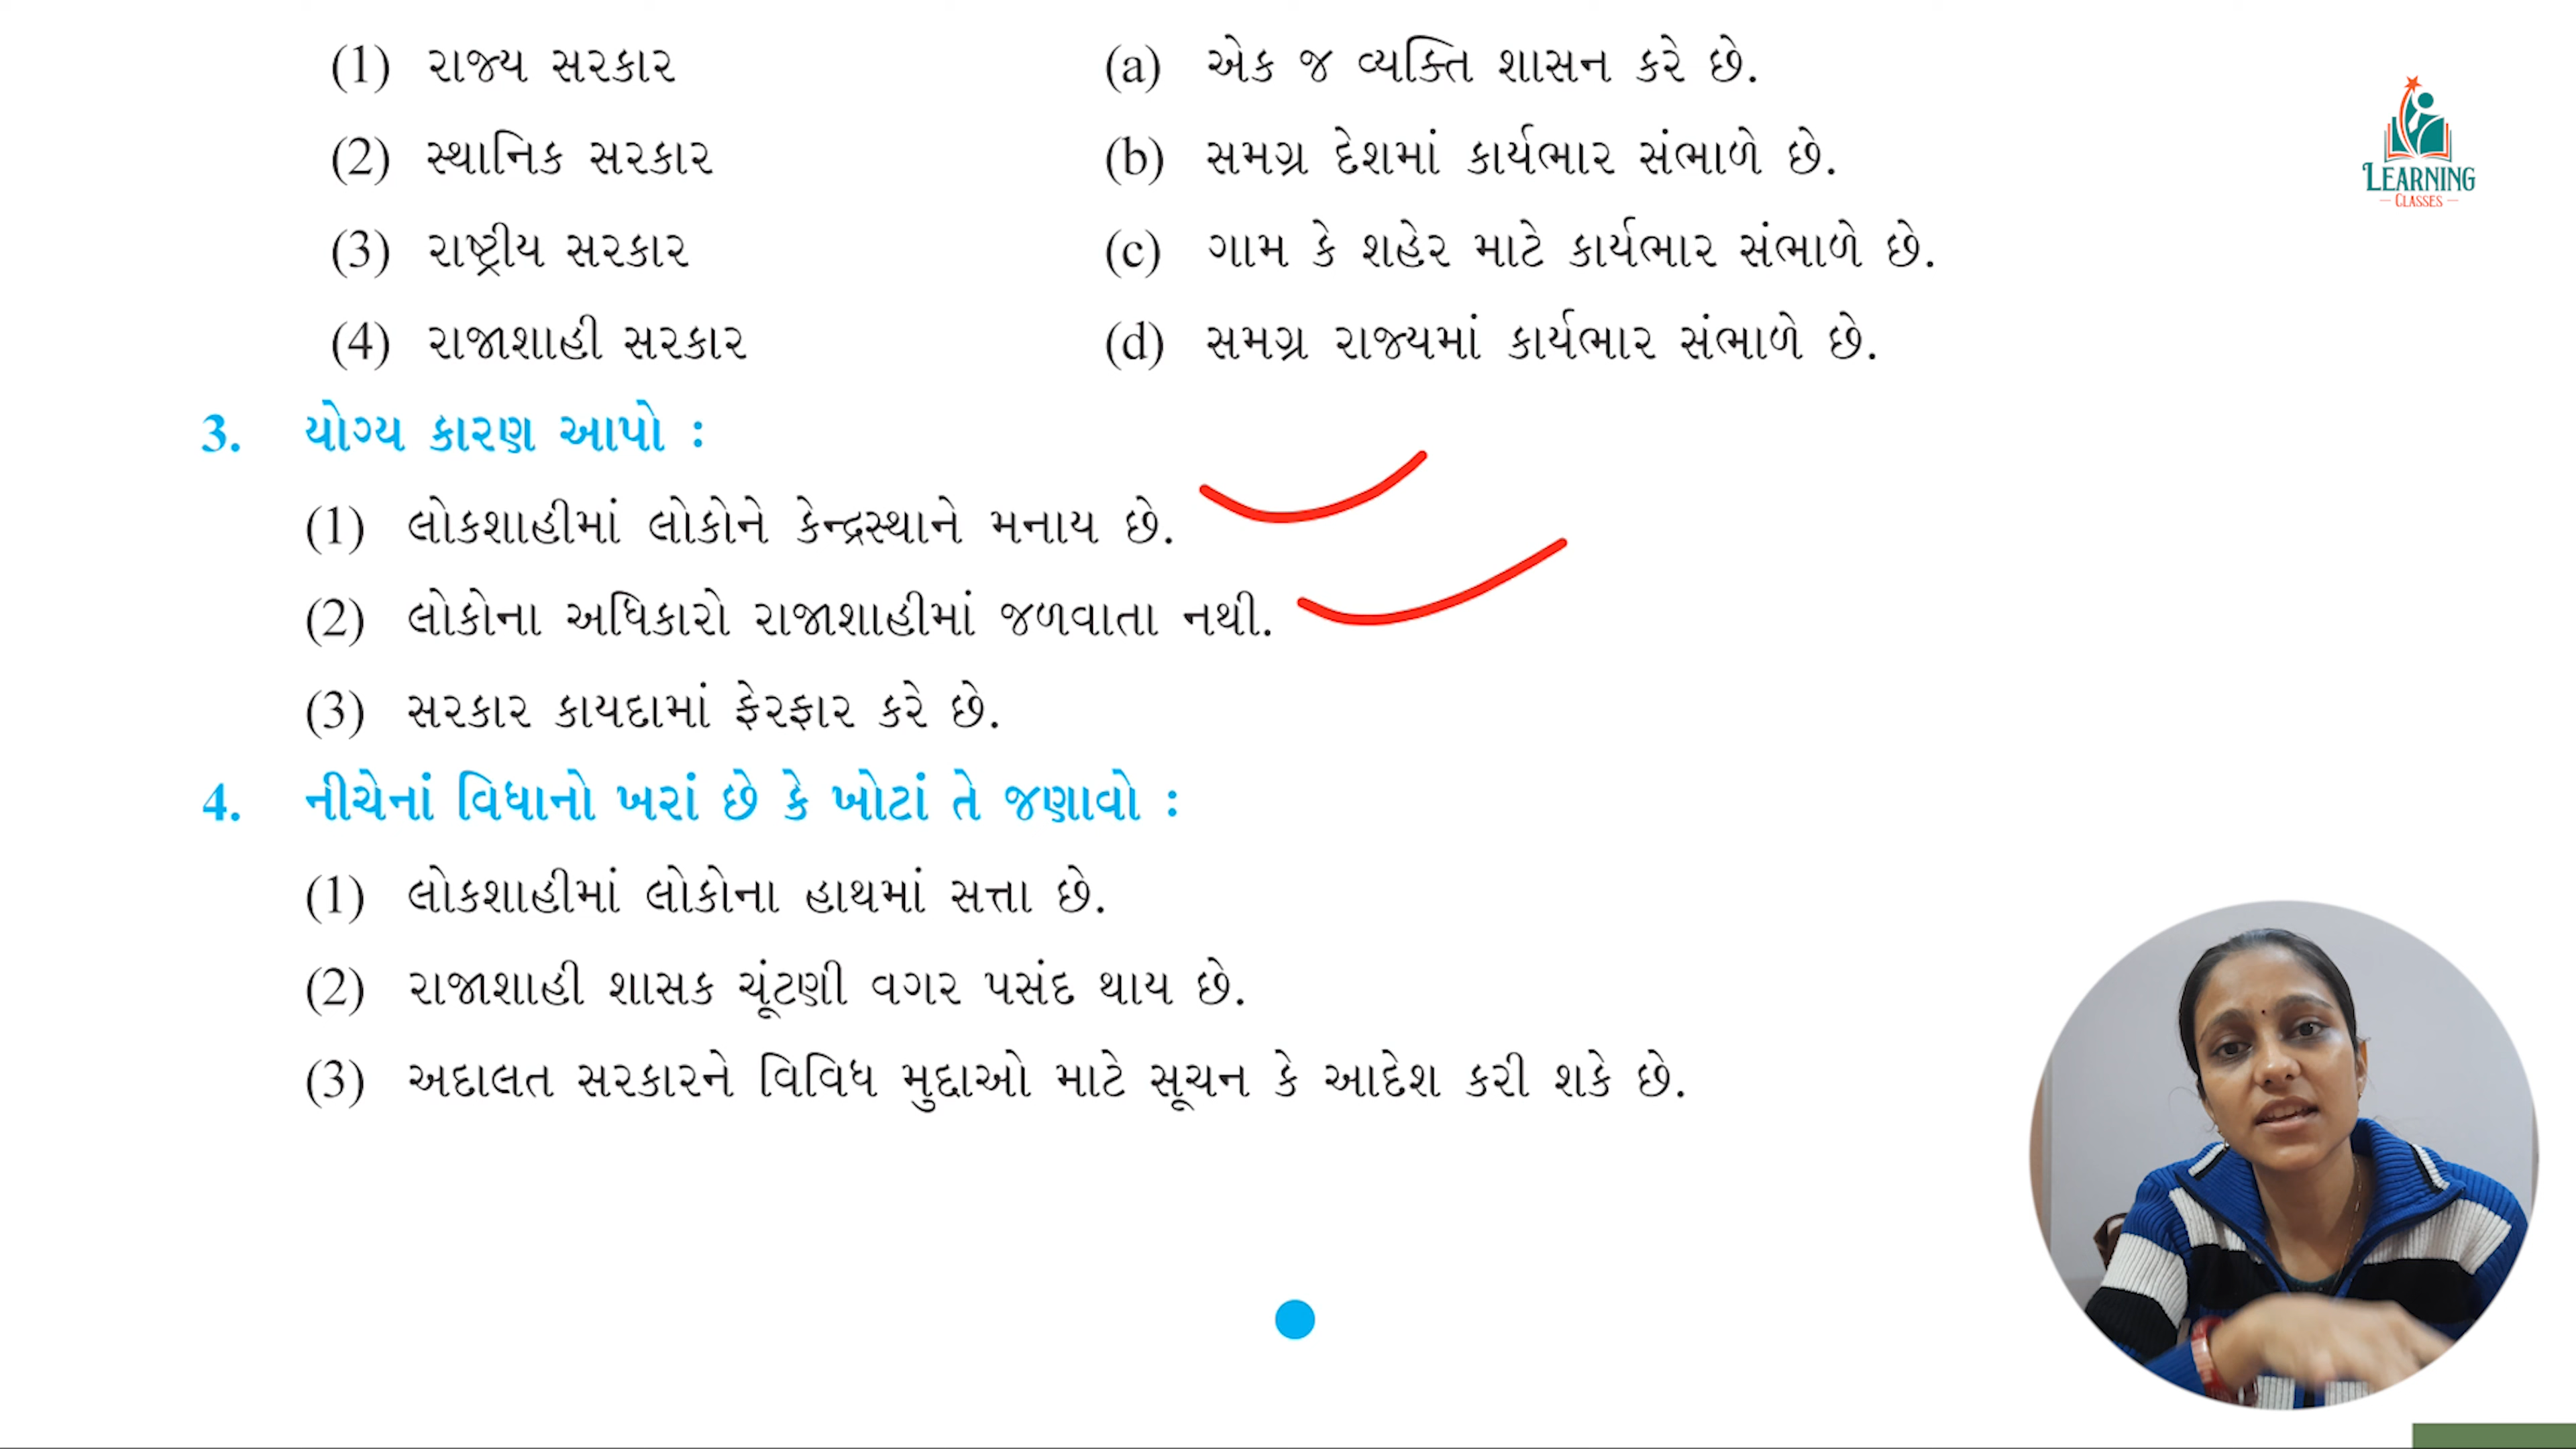 (1) રાજ્ય સરકાર (a) એક જ વ્યક્તિ શાસન કરે છે.
(2) સ્થાનિક સરકાર (b) સમગ્ર દેશમાં કાર્યભાર સંભાળે છે.
(3) રાષ્ટ્રીય સરકાર (c) ગામ કે શહેર માટે કાર્યભાર સંભાળે છે.
(4) રાજાશાહી સરકાર (d) સમગ્ર રાજ્યમાં કાર્યભાર સંભાળે છે.
LEARNING
CLASSES
3. યોગ્ય કારણ આપો :
(1) લોકશાહીમાં લોકોને કેન્દ્રસ્થાને મનાય છે.
(2) લોકોના અધિકારો રાજાશાહીમાં જળવાતા નથી.
(3) સરકાર કાયદામાં ફેરફાર કરે છે.
4. નીચેનાં વિધાનો ખરાં છે કે ખોટાં તે જણાવો :
(1) લોકશાહીમાં લોકોના હાથમાં સત્તા છે.
(2) રાજાશાહી શાસક ચૂંટણી વગર પસંદ થાય છે.
(3) અદાલત સરકારને વિવિધ મુદ્દાઓ માટે સૂચન કે આદેશ કરી શકે છે.